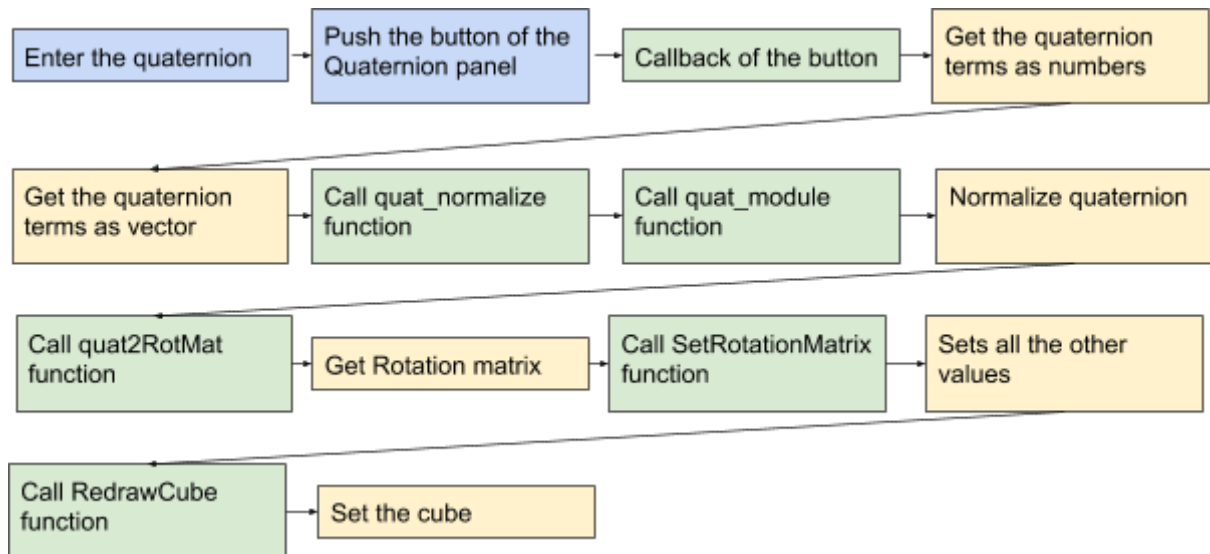 Enter the quaternion
Push the button of the
Quaternion panel
Callback of the button
Get the quaternion
terms as numbers
Get the quaternion
terms as vector
Call quat_normalize
function
Call quat_module
function
Normalize quaternion
Call quat2RotMat
function
Get Rotation matrix
Call SetRotationMatrix
function
Sets all the other
values
Call RedrawCube
function
Set the cube